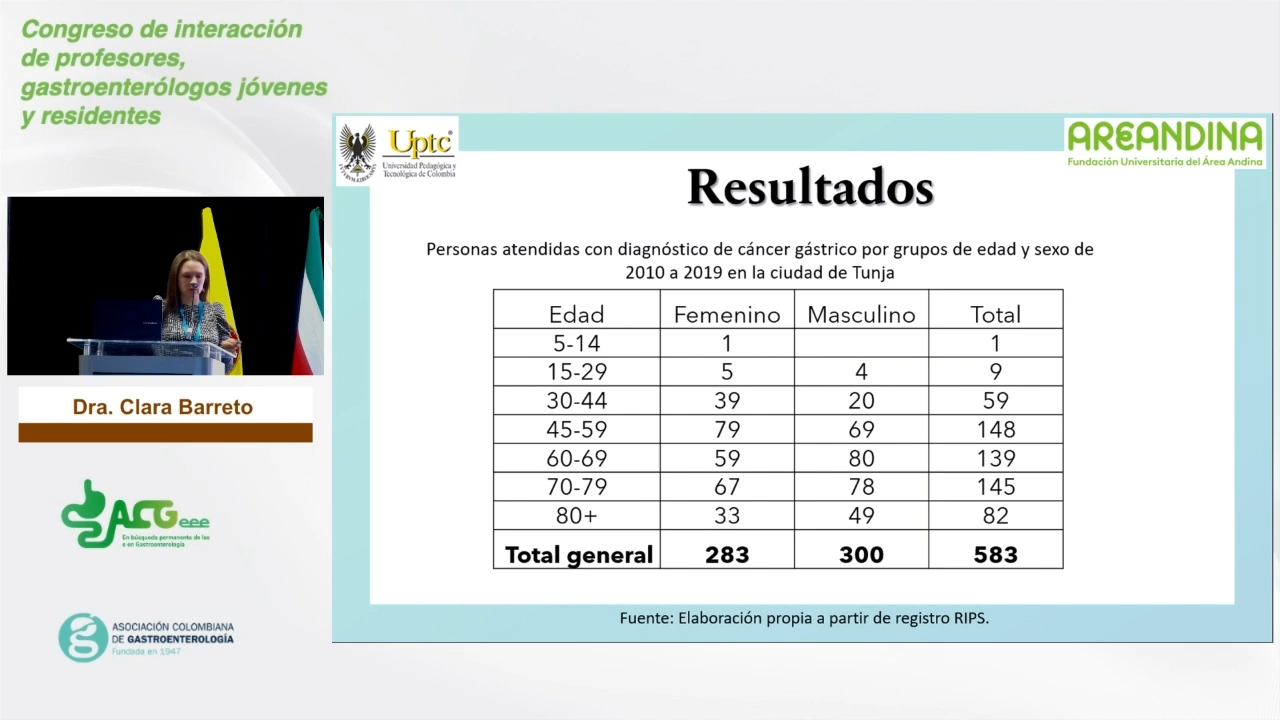 Congreso de interacción
de profesores,
gastroenterólogos jóvenes
y residentes
Uptc
Universidad Pedagógica y
Tecnológica de Colombia
AREANDINA
Fundación Universitaria del Área Andina
Resultados
Personas atendidas con diagnóstico de cáncer gástrico por grupos de edad y sexo de
2010 a 2019 en la ciudad de Tunja
Edad Femenino Masculino Total
5-14 1 1
15-29 5 4 9
30-44 39 20 59
45-59 79 69 148
60-69 59 80 139
70-79 67 78 145
80+ 33 49 82
Total general 283 300 583
Fuente: Elaboración propia a partir de registro RIPS.
Dra. Clara Barreto
ACGeee
En búsqueda permanente de las
e en Gastroenterología
ASOCIACIÓN COLOMBIANA
DE GASTROENTEROLOGÍA
Fundada en 1947